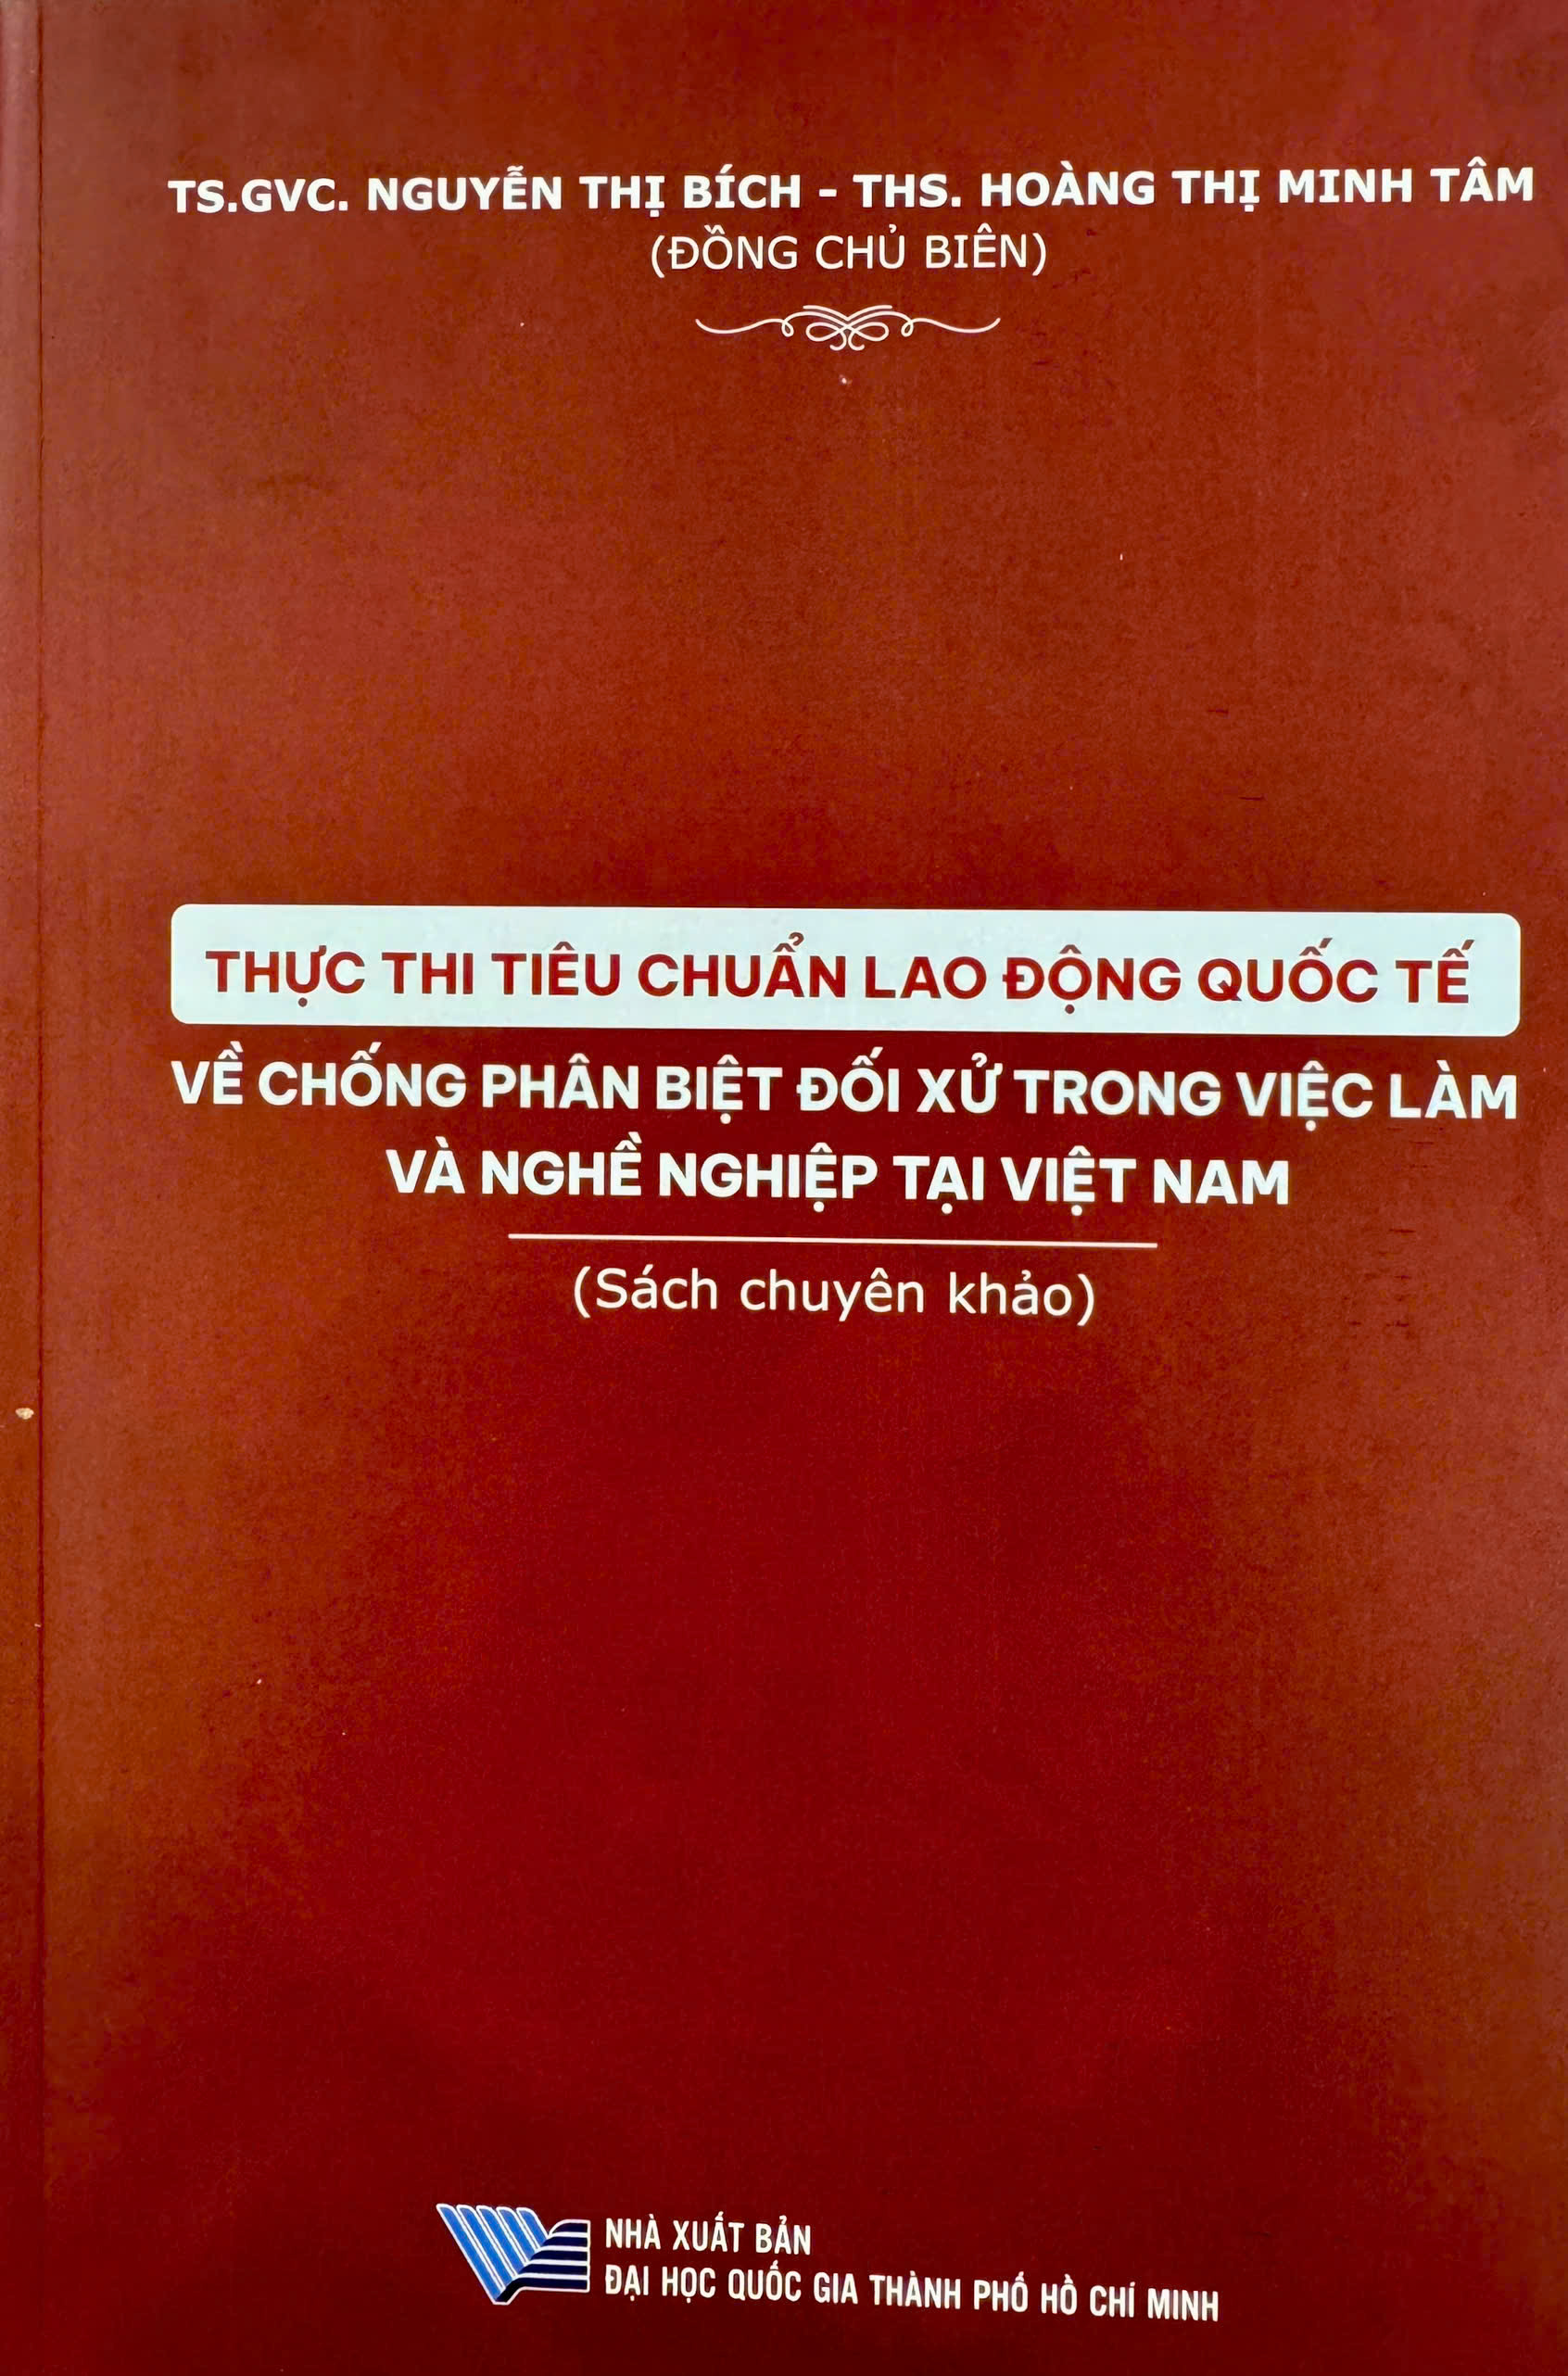 TS.GVC. NGUYỄN THỊ BÍCH - THS. HOÀNG THỊ MINH TÂM
(ĐỒNG CHỦ BIÊN)
THỰC THI TIÊU CHUẨN LAO ĐỘNG QUỐC TẾ
VỀ CHỐNG PHÂN BIỆT ĐỐI XỬ TRONG VIỆC LÀM
VÀ NGHỀ NGHIỆP TẠI VIỆT NAM
(Sách chuyên khảo)
NHÀ XUẤT BẢN
ĐẠI HỌC QUỐC GIA THÀNH PHỐ HỒ CHÍ MINH